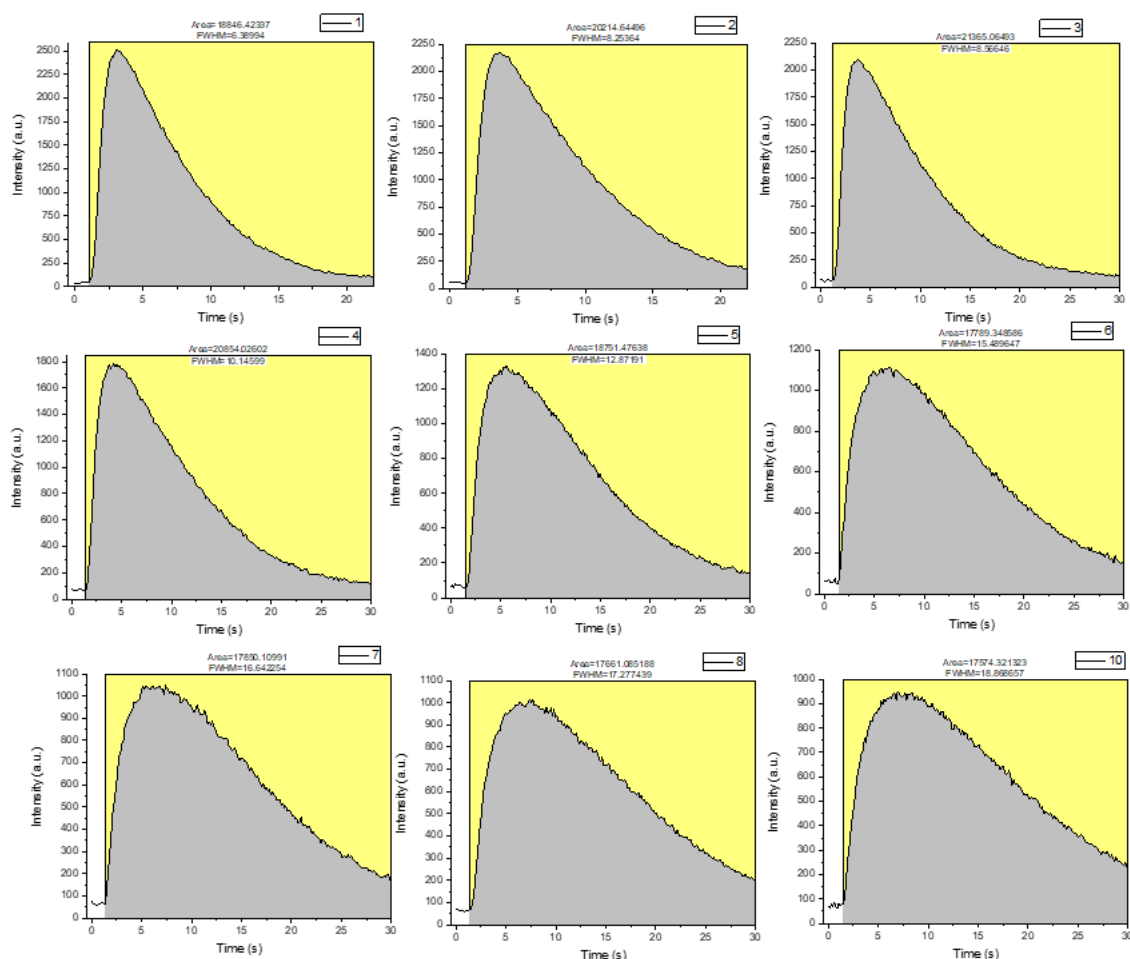 Area=18846.42337
FWHM=6.38994
1
2500
2250
2000
1750
1500
1250
1000
750
500
250
0
0 5 10 15 20
Intensity (a.u.)
Time (s)
Area=20214.64496
FWHM=8.25364
2
2250
2000
1750
1500
1250
1000
750
500
250
0
0 5 10 15 20
Intensity (a.u.)
Time (s)
Area=21365.06493
FWHM=8.56646
3
2250
2000
1750
1500
1250
1000
750
500
250
0
0 5 10 15 20 25 30
Intensity (a.u.)
Time (s)
Area=20854.02602
FWHM=10.14599
4
1800
1600
1400
1200
1000
800
600
400
200
0
0 5 10 15 20 25 30
Intensity (a.u.)
Time (s)
Area=18751.47638
FWHM=12.87191
5
1400
1200
1000
800
600
400
200
0
0 5 10 15 20 25 30
Intensity (a.u.)
Time (s)
Area=17789.348586
FWHM=15.489647
6
1200
1000
800
600
400
200
0
0 5 10 15 20 25 30
Intensity (a.u.)
Time (s)
Area=17850.10991
FWHM=16.642254
7
1100
1000
900
800
700
600
500
400
300
200
100
0
0 5 10 15 20 25 30
Intensity (a.u.)
Time (s)
Area=17661.085188
FWHM=17.277439
8
1100
1000
900
800
700
600
500
400
300
200
100
0
0 5 10 15 20 25 30
Intensity (a.u.)
Time (s)
Area=17574.321323
FWHM=18.868657
10
1000
900
800
700
600
500
400
300
200
100
0
0 5 10 15 20 25 30
Intensity (a.u.)
Time (s)